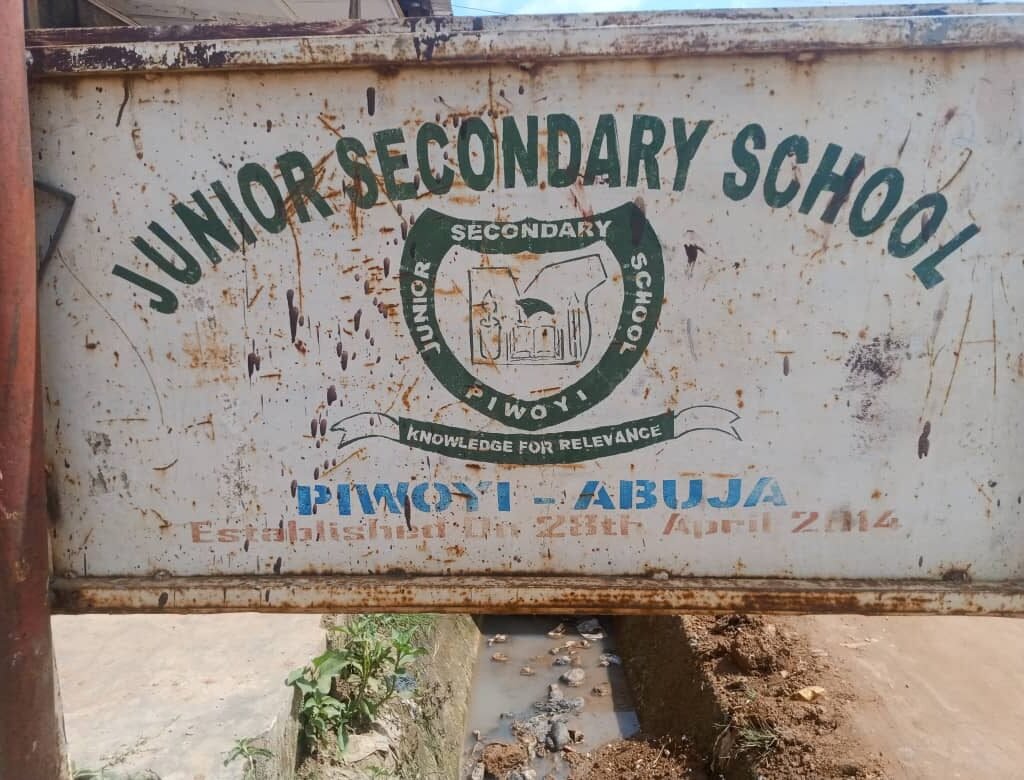 JUNIOR SECONDARY SCHOOL
JUNIOR SECONDARY SCHOOL
PIWOYI
KNOWLEDGE FOR RELEVANCE
PIWOYI - ABUJA
Established On 28th April 2014